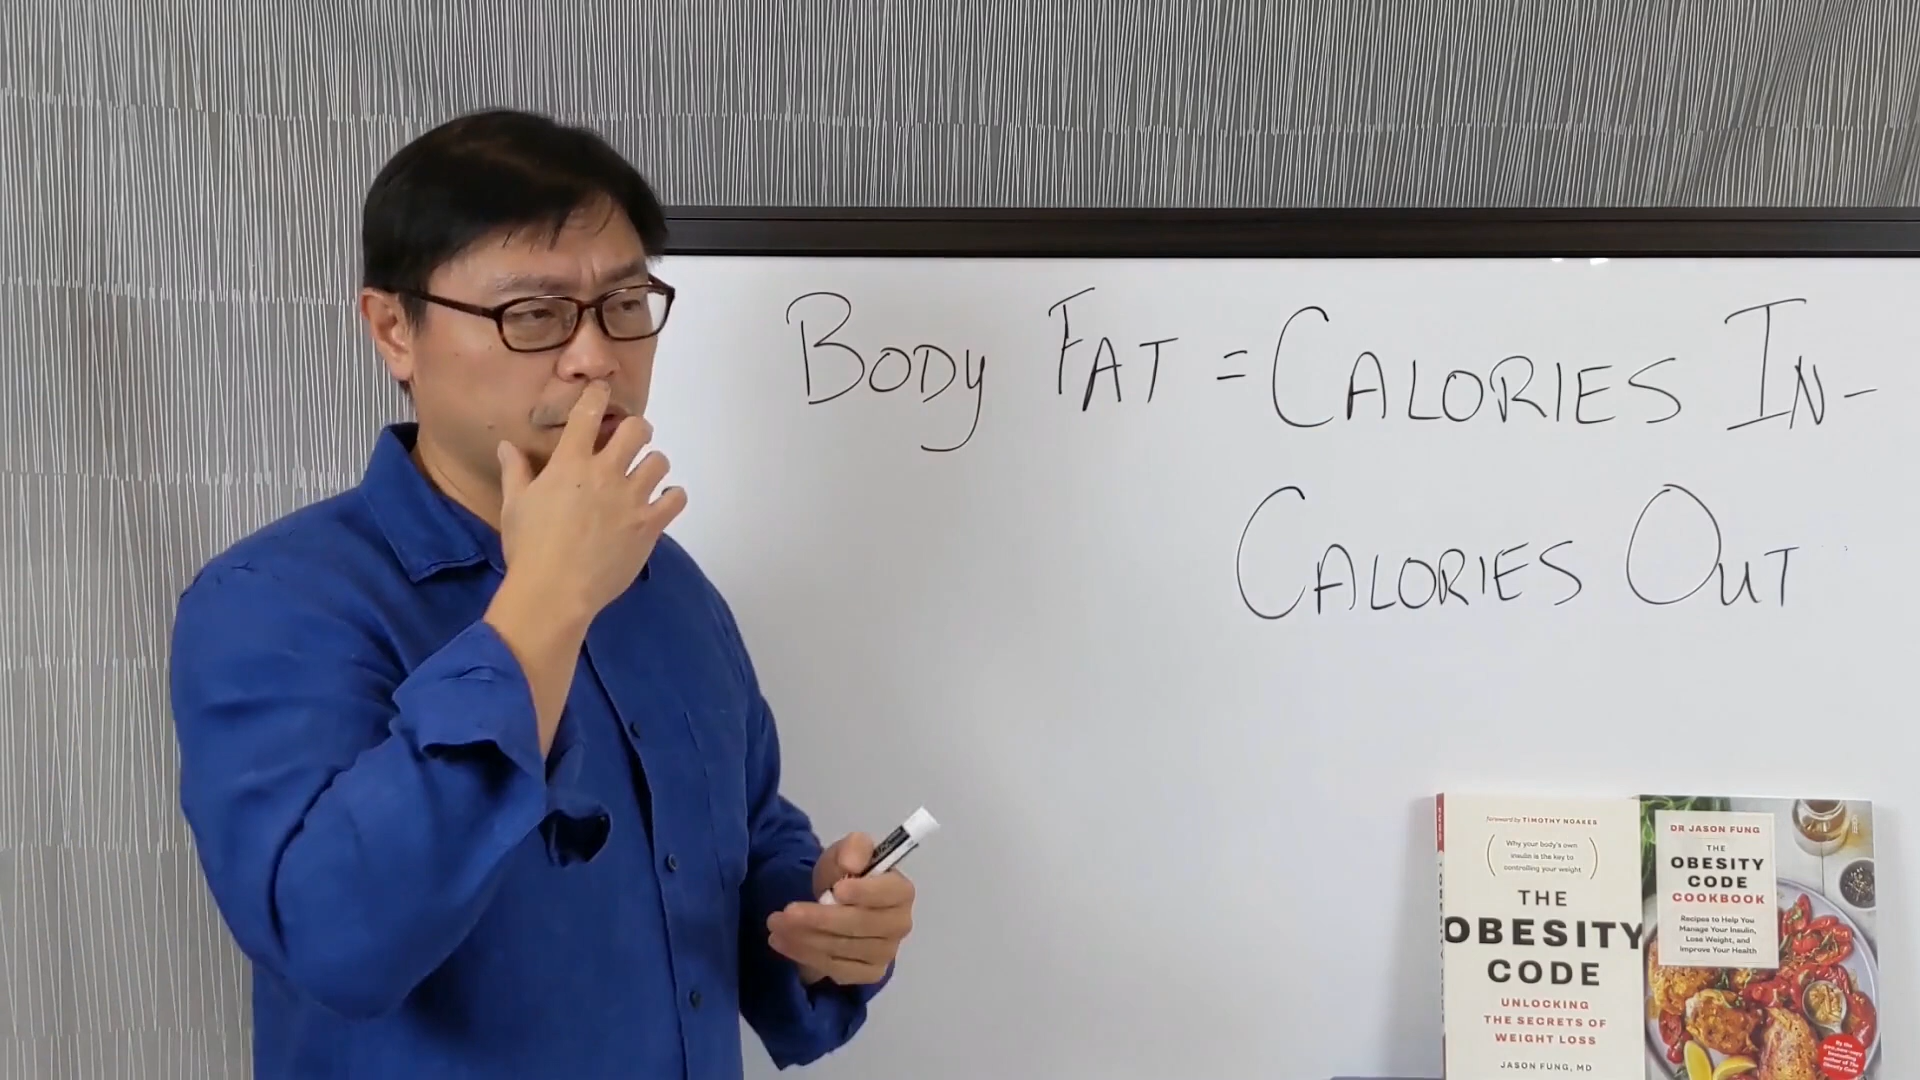 BODY FAT = CALORIES IN -
CALORIES OUT
foreword by TIMOTHY NOAKES
Why your body's own
insulin is the key to
controlling your weight
THE
OBESITY
CODE
UNLOCKING
THE SECRETS OF
WEIGHT LOSS
JASON FUNG, MD
DR JASON FUNG
THE
OBESITY
CODE
COOKBOOK
Recipes to Help You
Manage Your Insulin,
Lose Weight, and
Improve Your Health